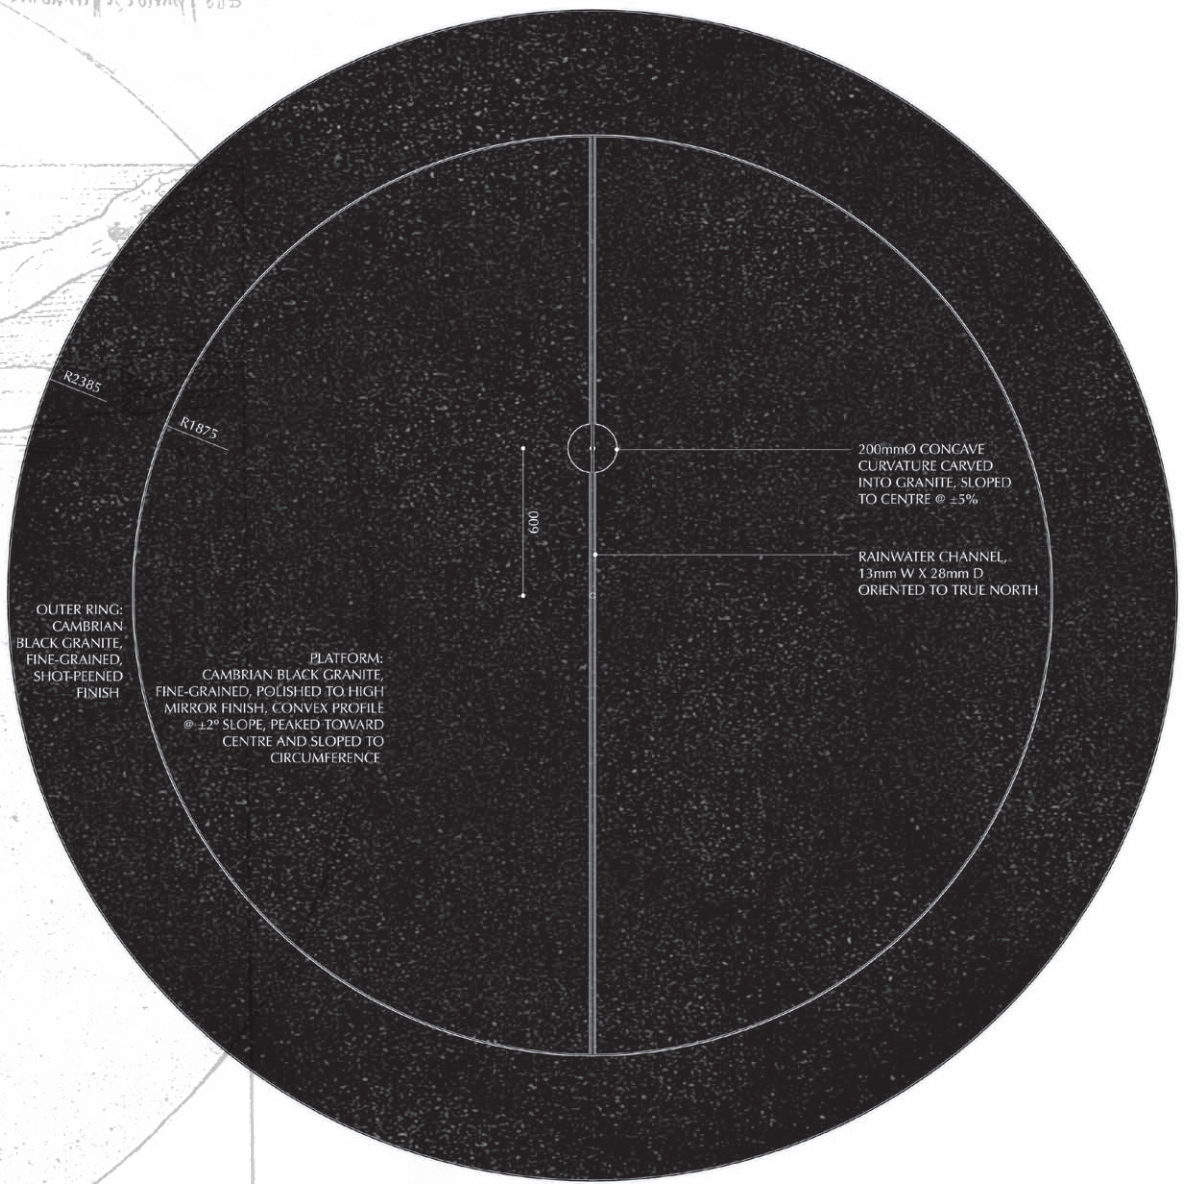 R2385
R1875
200mmØ CONCAVE
CURVATURE CARVED
INTO GRANITE, SLOPED
TO CENTRE @ ±5%
600
RAINWATER CHANNEL,
13mm W X 28mm D
ORIENTED TO TRUE NORTH
OUTER RING:
CAMBRIAN
BLACK GRANITE,
FINE-GRAINED,
SHOT-PEENED
FINISH
PLATFORM:
CAMBRIAN BLACK GRANITE,
FINE-GRAINED, POLISHED TO HIGH
MIRROR FINISH, CONVEX PROFILE
@ ±2° SLOPE, PEAKED TOWARD
CENTRE AND SLOPED TO
CIRCUMFERENCE